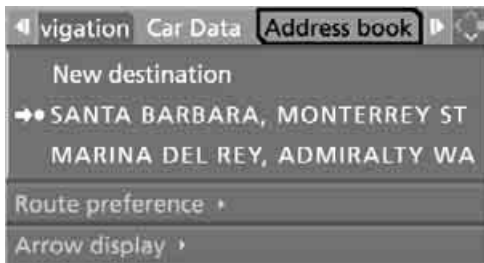 vigation Car Data Address book
New destination
SANTA BARBARA, MONTERREY ST
MARINA DEL REY, ADMIRALTY WA
Route preference
Arrow display